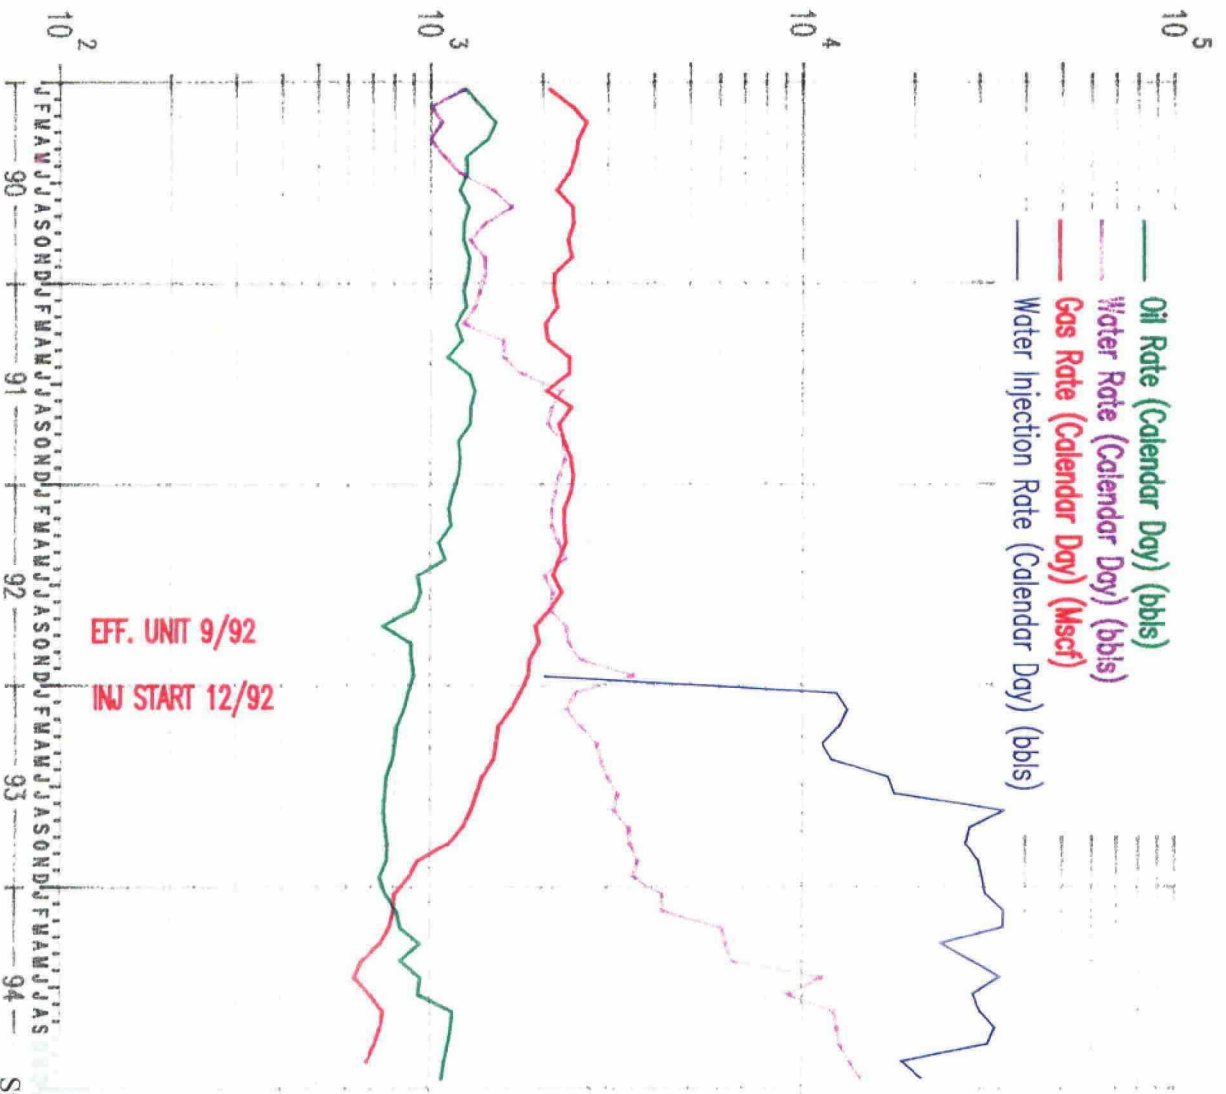 10 5
10 4
10 3
10 2
Oil Rate (Calendar Day) (bbls)
Water Rate (Calendar Day) (bbls)
Gas Rate (Calendar Day) (Mscf)
Water Injection Rate (Calendar Day) (bbls)
EFF. UNIT 9/92
INJ START 12/92
J F M A M J J A S O N D J F M A M J J A S O N D J F M A M J J A S O N D J F M A M J J A S O N D J F M A M J J A S O N D
90 91 92 93 94
S